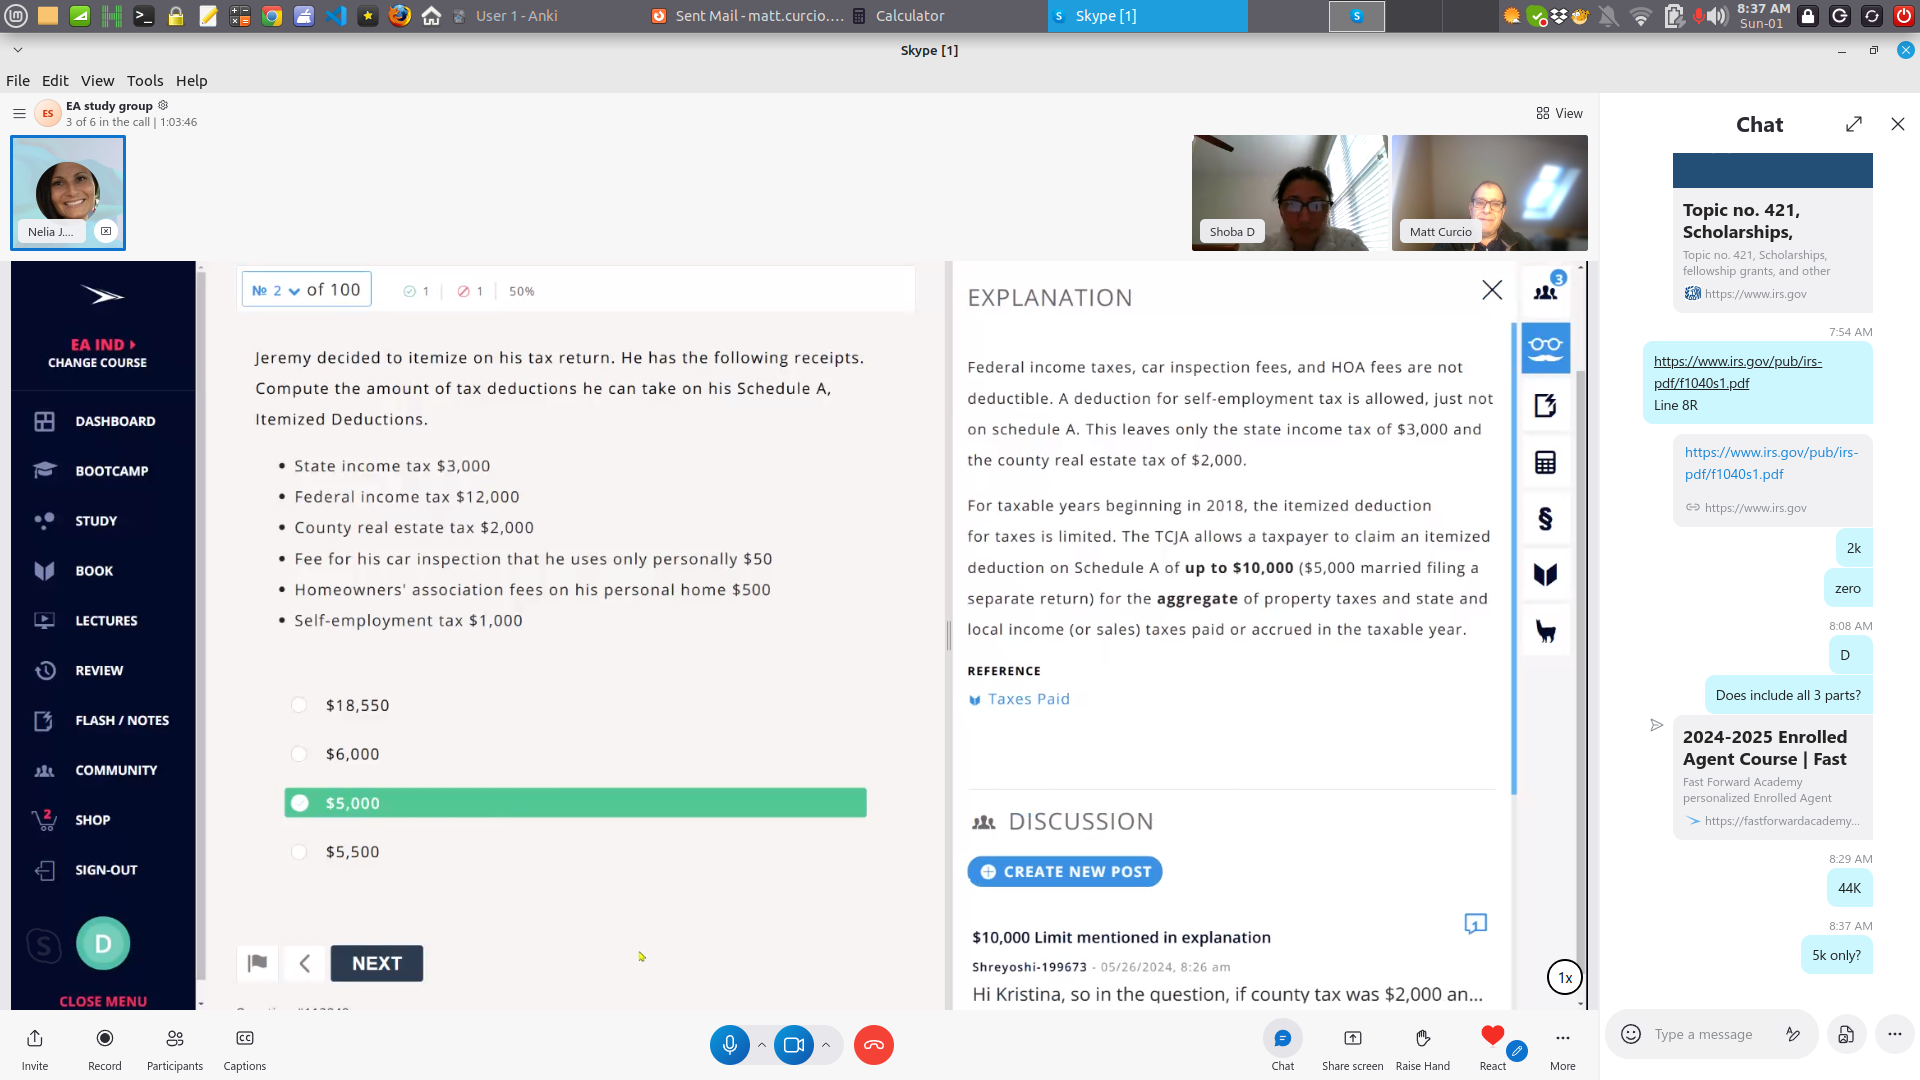 User 1 - Anki
Sent Mail - matt.curcio....
Calculator
Skype [1]
8:37 AM
Sun-01
Skype [1]
File Edit View Tools Help
ES
EA study group
3 of 6 in the call | 1:03:46
View
Nelia J....
Shoba D
Matt Curcio
EA IND
CHANGE COURSE
DASHBOARD
BOOTCAMP
STUDY
BOOK
LECTURES
REVIEW
FLASH / NOTES
COMMUNITY
2
SHOP
SIGN-OUT
D
CLOSE MENU
№ 2 of 100
1 | 1 | 50%
Jeremy decided to itemize on his tax return. He has the following receipts.
Compute the amount of tax deductions he can take on his Schedule A,
Itemized Deductions.
• State income tax $3,000
• Federal income tax $12,000
• County real estate tax $2,000
• Fee for his car inspection that he uses only personally $50
• Homeowners' association fees on his personal home $500
• Self-employment tax $1,000
$18,550
$6,000
$5,000
$5,500
NEXT
EXPLANATION
Federal income taxes, car inspection fees, and HOA fees are not
deductible. A deduction for self-employment tax is allowed, just not
on schedule A. This leaves only the state income tax of $3,000 and
the county real estate tax of $2,000.
For taxable years beginning in 2018, the itemized deduction
for taxes is limited. The TCJA allows a taxpayer to claim an itemized
deduction on Schedule A of up to $10,000 ($5,000 married filing a
separate return) for the aggregate of property taxes and state and
local income (or sales) taxes paid or accrued in the taxable year.
REFERENCE
Taxes Paid
DISCUSSION
CREATE NEW POST
1
$10,000 Limit mentioned in explanation
Shreyoshi-199673 - 05/26/2024, 8:26 am
Hi Kristina, so in the question, if county tax was $2,000 an...
3
§
1x
Chat
Topic no. 421,
Scholarships,
Topic no. 421, Scholarships,
fellowship grants, and other
https://www.irs.gov
7:54 AM
https://www.irs.gov/pub/irs-
pdf/f1040s1.pdf
Line 8R
https://www.irs.gov/pub/irs-
pdf/f1040s1.pdf
https://www.irs.gov
2k
zero
8:08 AM
D
Does include all 3 parts?
2024-2025 Enrolled
Agent Course | Fast
Fast Forward Academy
personalized Enrolled Agent
https://fastforwardacademy...
8:29 AM
44K
8:37 AM
5k only?
Type a message
Invite
Record
Participants
Captions
Chat
Share screen
Raise Hand
React
More